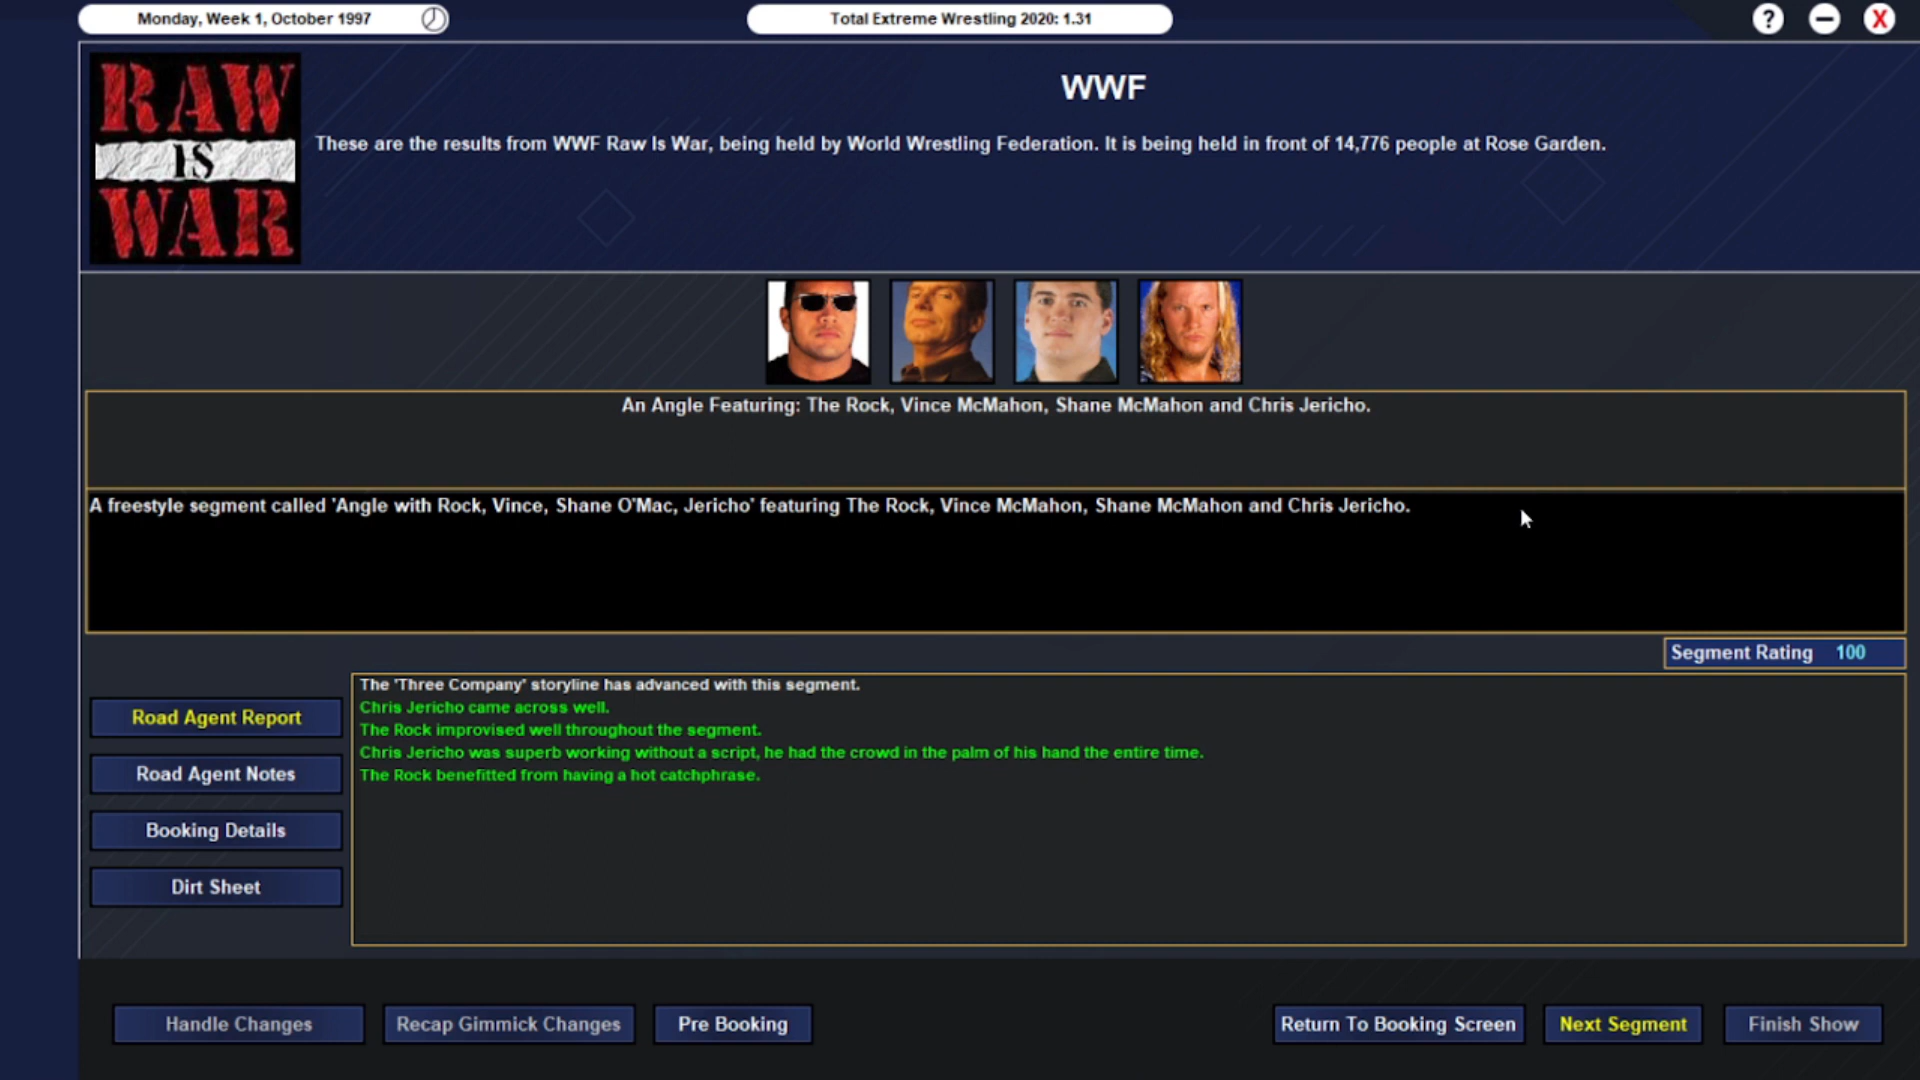 Monday, Week 1, October 1997
Total Extreme Wrestling 2020: 1.31
?
X
RAW
IS
WAR
WWF
These are the results from WWF Raw Is War, being held by World Wrestling Federation. It is being held in front of 14,776 people at Rose Garden.
An Angle Featuring: The Rock, Vince McMahon, Shane McMahon and Chris Jericho.
A freestyle segment called 'Angle with Rock, Vince, Shane O'Mac, Jericho' featuring The Rock, Vince McMahon, Shane McMahon and Chris Jericho.
Segment Rating 100
Road Agent Report
Road Agent Notes
Booking Details
Dirt Sheet
The 'Three Company' storyline has advanced with this segment.
Chris Jericho came across well.
The Rock improvised well throughout the segment.
Chris Jericho was superb working without a script, he had the crowd in the palm of his hand the entire time.
The Rock benefitted from having a hot catchphrase.
Handle Changes
Recap Gimmick Changes
Pre Booking
Return To Booking Screen
Next Segment
Finish Show